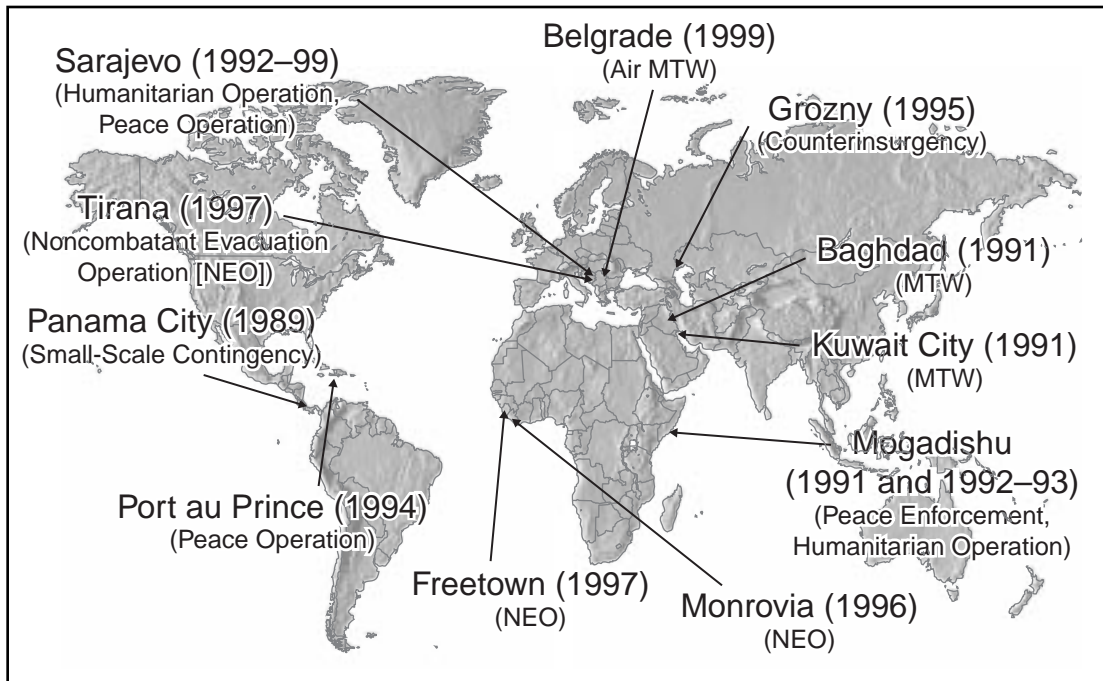 Belgrade (1999)
(Air MTW)
Sarajevo (1992–99)
(Humanitarian Operation,
Peace Operation)
Grozny (1995)
(Counterinsurgency)
Tirana (1997)
(Noncombatant Evacuation
Operation [NEO])
Baghdad (1991)
(MTW)
Panama City (1989)
(Small-Scale Contingency)
Kuwait City (1991)
(MTW)
Mogadishu
(1991 and 1992–93)
(Peace Enforcement,
Humanitarian Operation)
Port au Prince (1994)
(Peace Operation)
Freetown (1997)
(NEO)
Monrovia (1996)
(NEO)